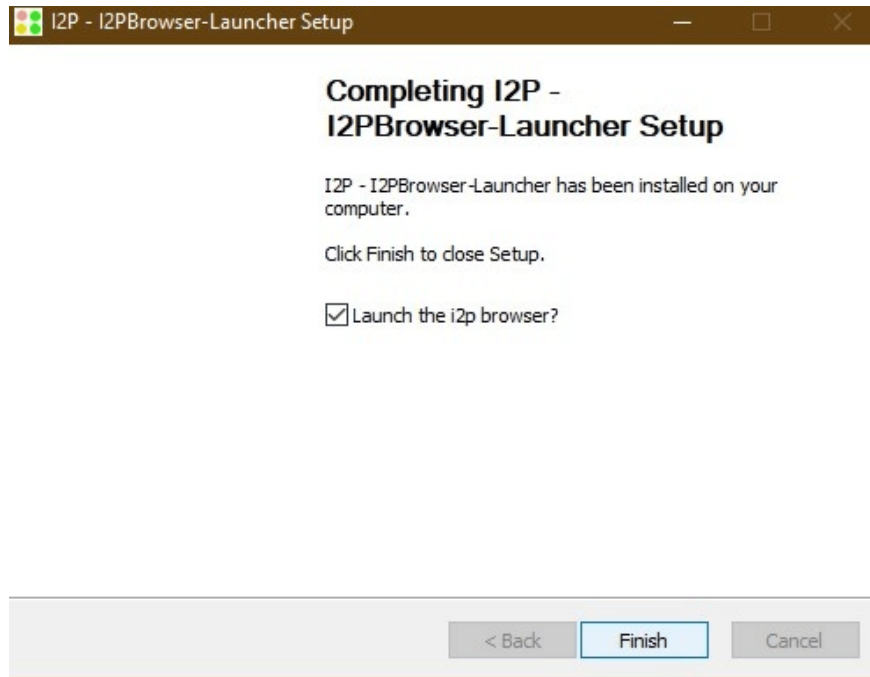 I2P - I2PBrowser-Launcher Setup
Completing I2P -
I2PBrowser-Launcher Setup
I2P - I2PBrowser-Launcher has been installed on your
computer.
Click Finish to close Setup.
Launch the i2p browser?
< Back
Finish
Cancel